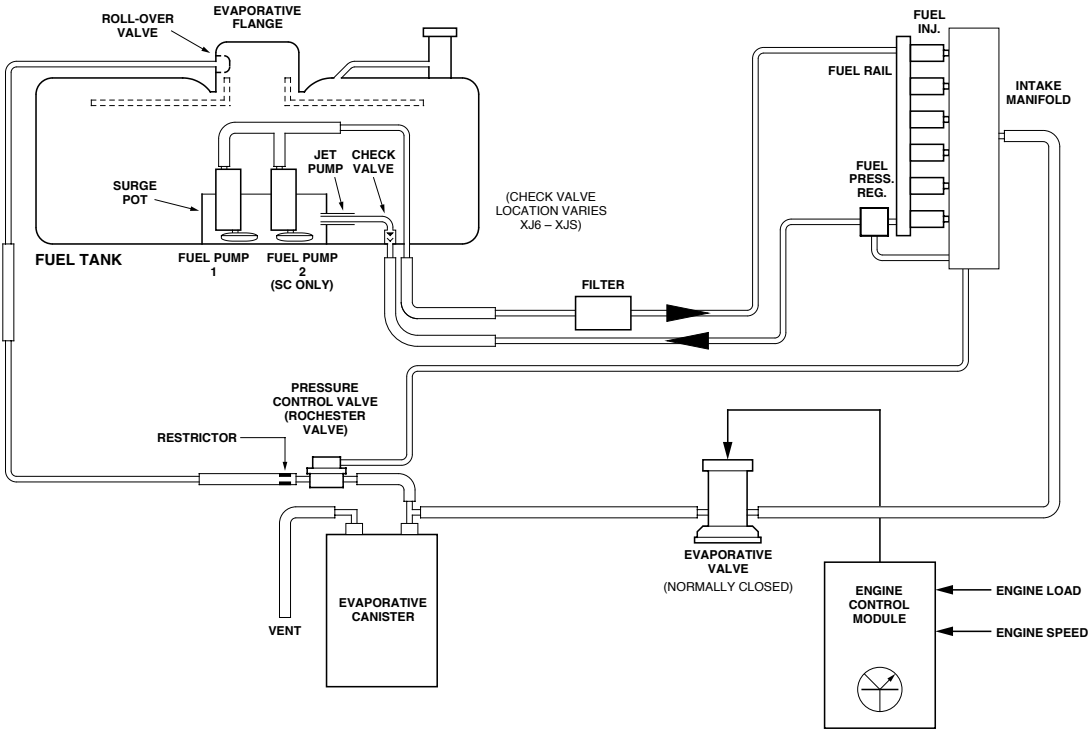 ROLL-OVER
VALVE
EVAPORATIVE
FLANGE
FUEL
INJ.
FUEL RAIL
INTAKE
MANIFOLD
JET
PUMP
CHECK
VALVE
SURGE
POT
(CHECK VALVE
LOCATION VARIES
XJ6 – XJS)
FUEL
PRESS.
REG.
FUEL TANK
FUEL PUMP
1
FUEL PUMP
2
(SC ONLY)
FILTER
PRESSURE
CONTROL VALVE
(ROCHESTER
VALVE)
RESTRICTOR
EVAPORATIVE
VALVE
(NORMALLY CLOSED)
VENT
EVAPORATIVE
CANISTER
ENGINE
CONTROL
MODULE
ENGINE LOAD
ENGINE SPEED